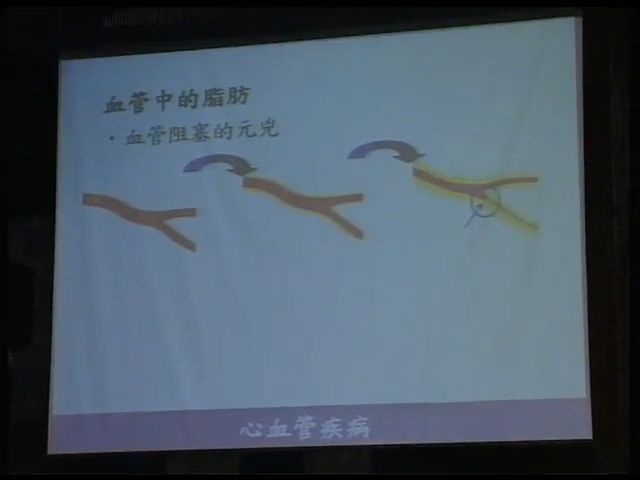 血管中的脂肪
• 血管阻塞的元兇
心血管疾病